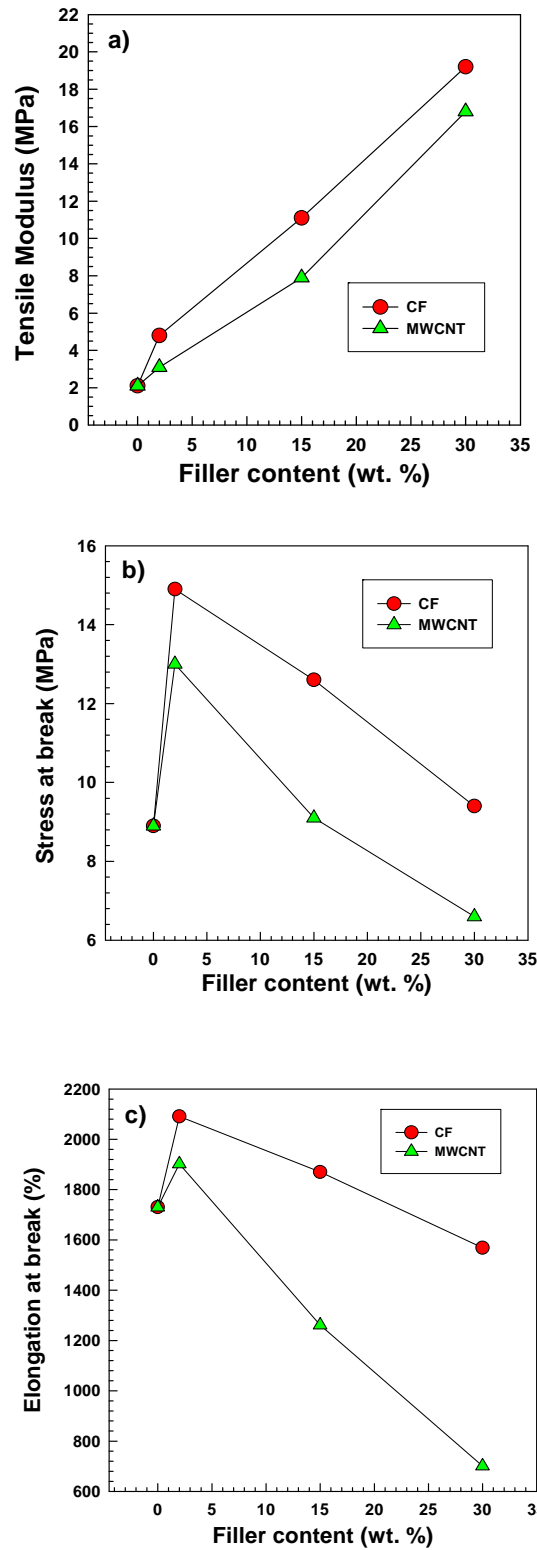 a)
Tensile Modulus (MPa)
22
20
18
16
14
12
10
8
6
4
2
0
CF
MWCNT
0 5 10 15 20 25 30 35
Filler content (wt. %)
b)
Stress at break (MPa)
16
14
12
10
8
6
CF
MWCNT
0 5 10 15 20 25 30 35
Filler content (wt. %)
c)
Elongation at break (%)
2200
2000
1800
1600
1400
1200
1000
800
600
CF
MWCNT
0 5 10 15 20 25 30 3
Filler content (wt. %)